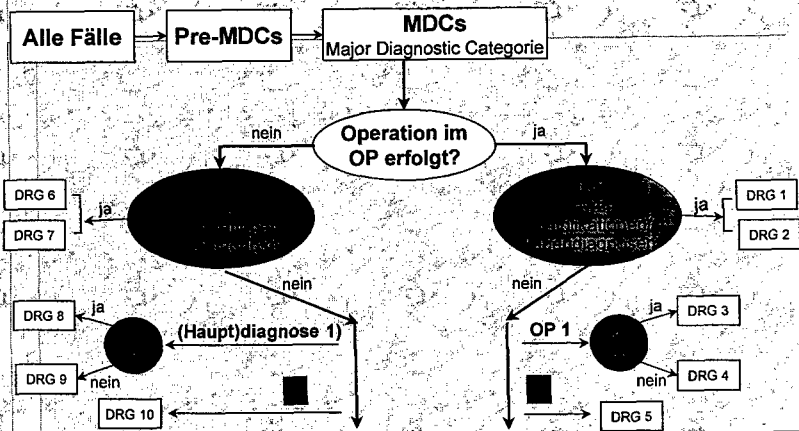 Alle Fälle
Pre-MDCs
MDCs
Major Diagnostic Categorie
Operation im
OP erfolgt?
nein
ja
DRG 6
DRG 7
ja
ja
DRG 1
DRG 2
nein
nein
DRG 8
ja
(Haupt)diagnose 1)
DRG 9
nein
DRG 10
OP 1
ja
DRG 3
nein
DRG 4
DRG 5